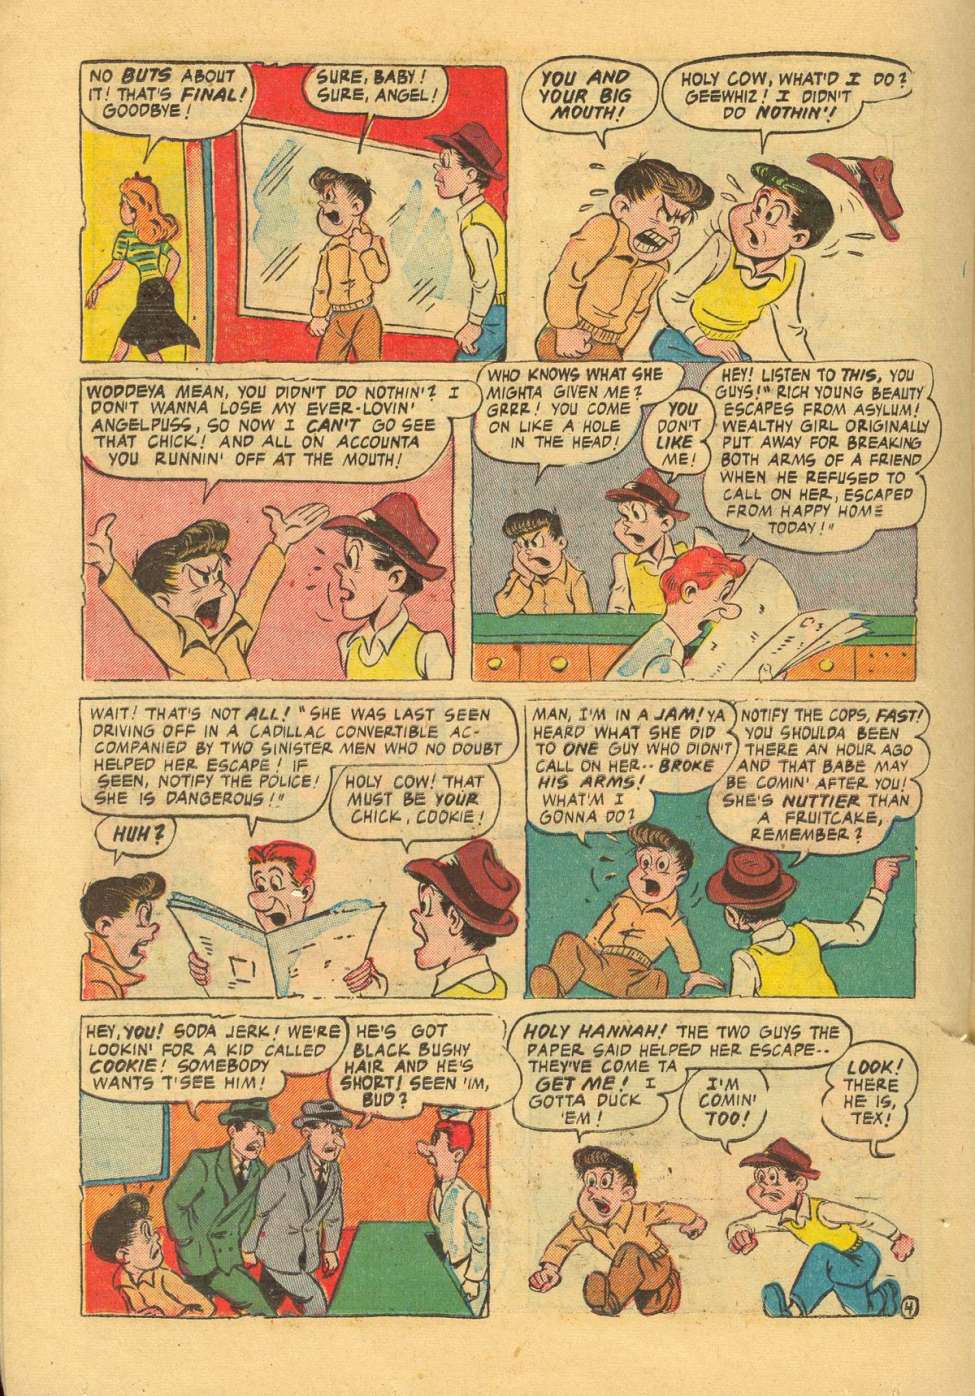 NO BUTS ABOUT
IT! THAT'S FINAL!
GOODBYE!
SURE, BABY!
SURE, ANGEL!
YOU AND
YOUR BIG
MOUTH!
HOLY COW, WHAT'D I DO?
GEEWHIZ! I DIDN'T
DO NOTHIN'!
WODDEYA MEAN, YOU DIDN'T DO NOTHIN'? I
DON'T WANNA LOSE MY EVER-LOVIN'
ANGELPUSS, SO NOW I CAN'T GO SEE
THAT CHICK! AND ALL ON ACCOUNTA
YOU RUNNIN' OFF AT THE MOUTH!
WHO KNOWS WHAT SHE
MIGHTA GIVEN ME?
GRRR! YOU COME
ON LIKE A HOLE
IN THE HEAD!
YOU
DON'T
LIKE
ME!
HEY! LISTEN TO THIS, YOU
GUYS! "RICH YOUNG BEAUTY
ESCAPES FROM ASYLUM!
WEALTHY GIRL ORIGINALLY
PUT AWAY FOR BREAKING
BOTH ARMS OF A FRIEND
WHEN HE REFUSED TO
CALL ON HER, ESCAPED
FROM HAPPY HOME
TODAY!"
WAIT! THAT'S NOT ALL! "SHE WAS LAST SEEN
DRIVING OFF IN A CADILLAC CONVERTIBLE AC-
COMPANIED BY TWO SINISTER MEN WHO NO DOUBT
HELPED HER ESCAPE! IF
SEEN, NOTIFY THE POLICE!
SHE IS DANGEROUS!"
HUH?
HOLY COW! THAT
MUST BE YOUR
CHICK, COOKIE!
MAN, I'M IN A JAM! YA
HEARD WHAT SHE DID
TO ONE GUY WHO DIDN'T
CALL ON HER-- BROKE
HIS ARMS!
WHAT'M I
GONNA DO?
NOTIFY THE COPS, FAST!
YOU SHOULDA BEEN
THERE AN HOUR AGO
AND THAT BABE MAY
BE COMIN' AFTER YOU!
SHE'S NUTTIER THAN
A FRUITCAKE,
REMEMBER?
HEY, YOU! SODA JERK! WE'RE
LOOKIN' FOR A KID CALLED
COOKIE! SOMEBODY
WANTS T'SEE HIM!
HE'S GOT
BLACK BUSHY
HAIR AND HE'S
SHORT! SEEN 'IM,
BUD?
HOLY HANNAH! THE TWO GUYS THE
PAPER SAID HELPED HER ESCAPE--
THEY'VE COME TA
GET ME! I
GOTTA DUCK
'EM!
I'M
COMIN'
TOO!
LOOK!
THERE
HE IS,
TEX!
4